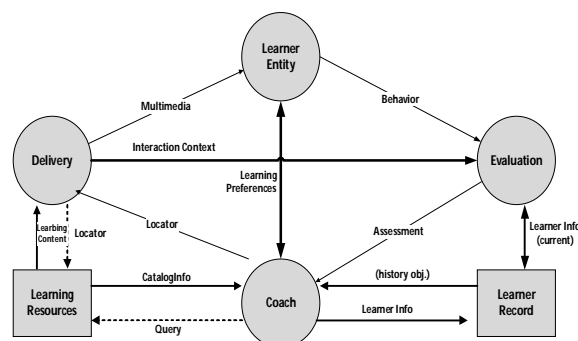 Learner
Entity
Multimedia
Behavior
Delivery
Interaction Context
Evaluation
Learning
Preferences
Learbing
Content
Locator
Locator
Assessment
Learner Info
(current)
Learning
Resources
CatalogInfo
Query
Coach
(history obj.)
Learner Info
Learner
Record